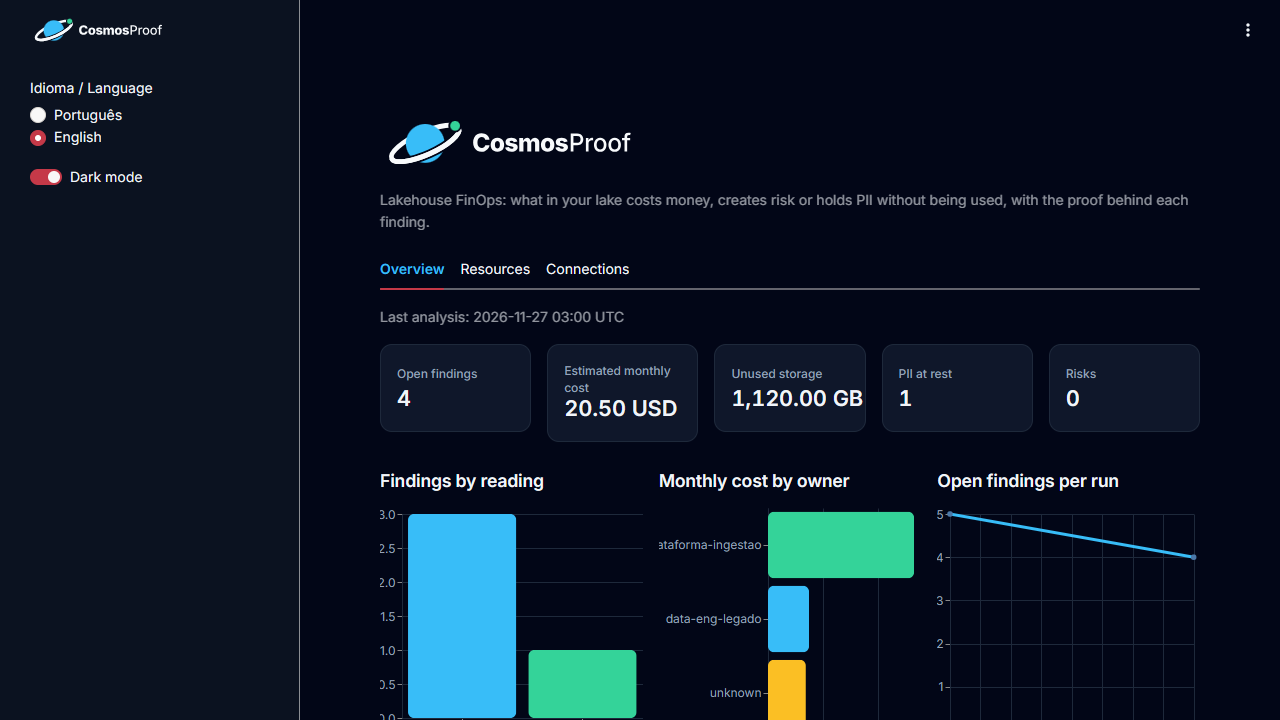 CosmosProof
Idioma / Language
Português
English
Dark mode
CosmosProof
Lakehouse FinOps: what in your lake costs money, creates risk or holds PII without being used, with the proof behind each
finding.
Overview Resources Connections
Last analysis: 2026-11-27 03:00 UTC
Open findings
4
Estimated monthly
cost
20.50 USD
Unused storage
1,120.00 GB
PII at rest
1
Risks
0
Findings by reading
3.0
2.5
2.0
1.5
1.0
0.5
0.0
Monthly cost by owner
ataforma-ingestao
data-eng-legado
unknown
Open findings per run
5
4
3
2
1